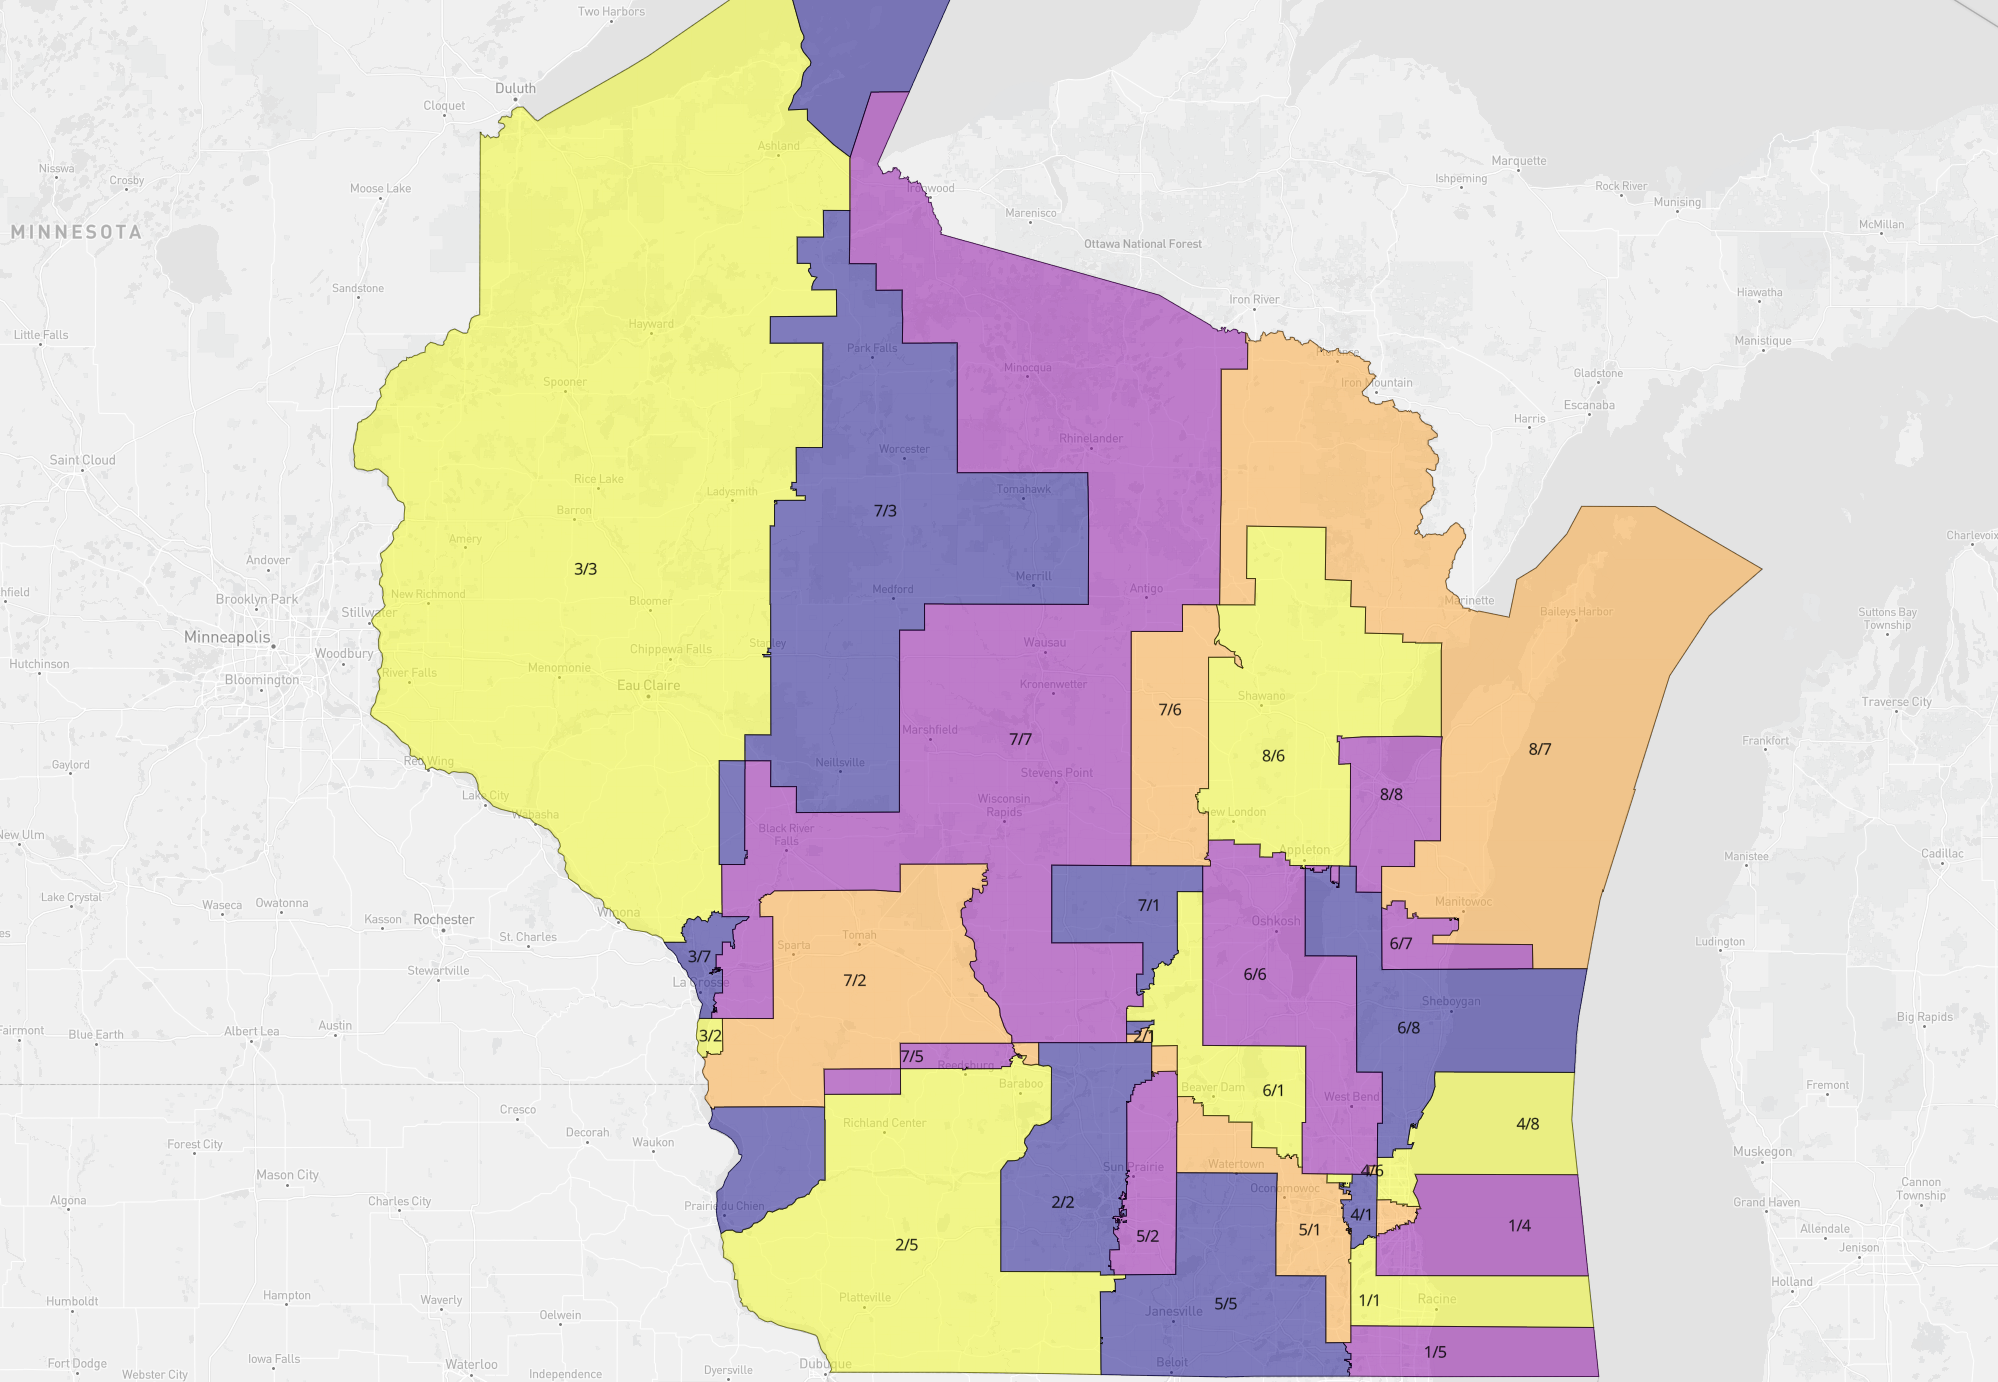 Two Harbors
Duluth
Cloquet
Nisswa
Crosby
Moose Lake
Ashland
Ironwood
Marquette
Ishpeming
Rock River
Munising
McMillan
MINNESOTA
Marenisco
Ottawa National Forest
Sandstone
Iron River
Hiawatha
Little Falls
Hayward
Park Falls
Florence
Manistique
Minocqua
Iron Mountain
Gladstone
Spooner
Escanaba
Harris
Rhinelander
Worcester
Saint Cloud
Rice Lake
Ladysmith
Tomahawk
Barron
7/3
Amery
Charlevoix
3/3
Andover
Merrill
Medford
Antigo
hfield
New Richmond
Brooklyn Park
Bloomer
Marinette
Baileys Harbor
Stillwater
Suttons Bay
Township
Minneapolis
Stanley
Wausau
Chippewa Falls
Woodbury
Hutchinson
Menomonie
River Falls
Bloomington
Eau Claire
Kronenwetter
Shawano
Traverse City
7/6
7/7
Marshfield
8/6
8/7
Frankfort
Red Wing
Gaylord
Neillsville
Stevens Point
8/8
Lake City
Wisconsin
Rapids
Wabasha
New London
New Ulm
Black River
Falls
Appleton
Manistee
Cadillac
Lake Crystal
Waseca
Owatonna
Winona
Rochester
Kasson
7/1
Manitowoc
Oshkosh
St. Charles
Tomah
Sparta
6/7
Ludington
3/7
Stewartville
La Crosse
7/2
6/6
Sheboygan
Fairmont
Blue Earth
Albert Lea
Austin
3/2
2/1
6/8
Big Rapids
7/5
Reedsburg
Baraboo
Beaver Dam
6/1
Fremont
West Bend
Cresco
Richland Center
4/8
Decorah
Waukon
Forest City
Sun Prairie
Watertown
Muskegon
Mason City
Oconomowoc
Cannon
Township
Algona
Charles City
Prairie du Chien
2/2
Grand Haven
4/1
1/4
Allendale
5/1
5/2
2/5
Jenison
Holland
Humboldt
Hampton
Waverly
Platteville
1/1
Racine
5/5
Oelwein
Janesville
1/5
Fort Dodge
Iowa Falls
Waterloo
Dubuque
Beloit
Webster City
Independence
Dyersville